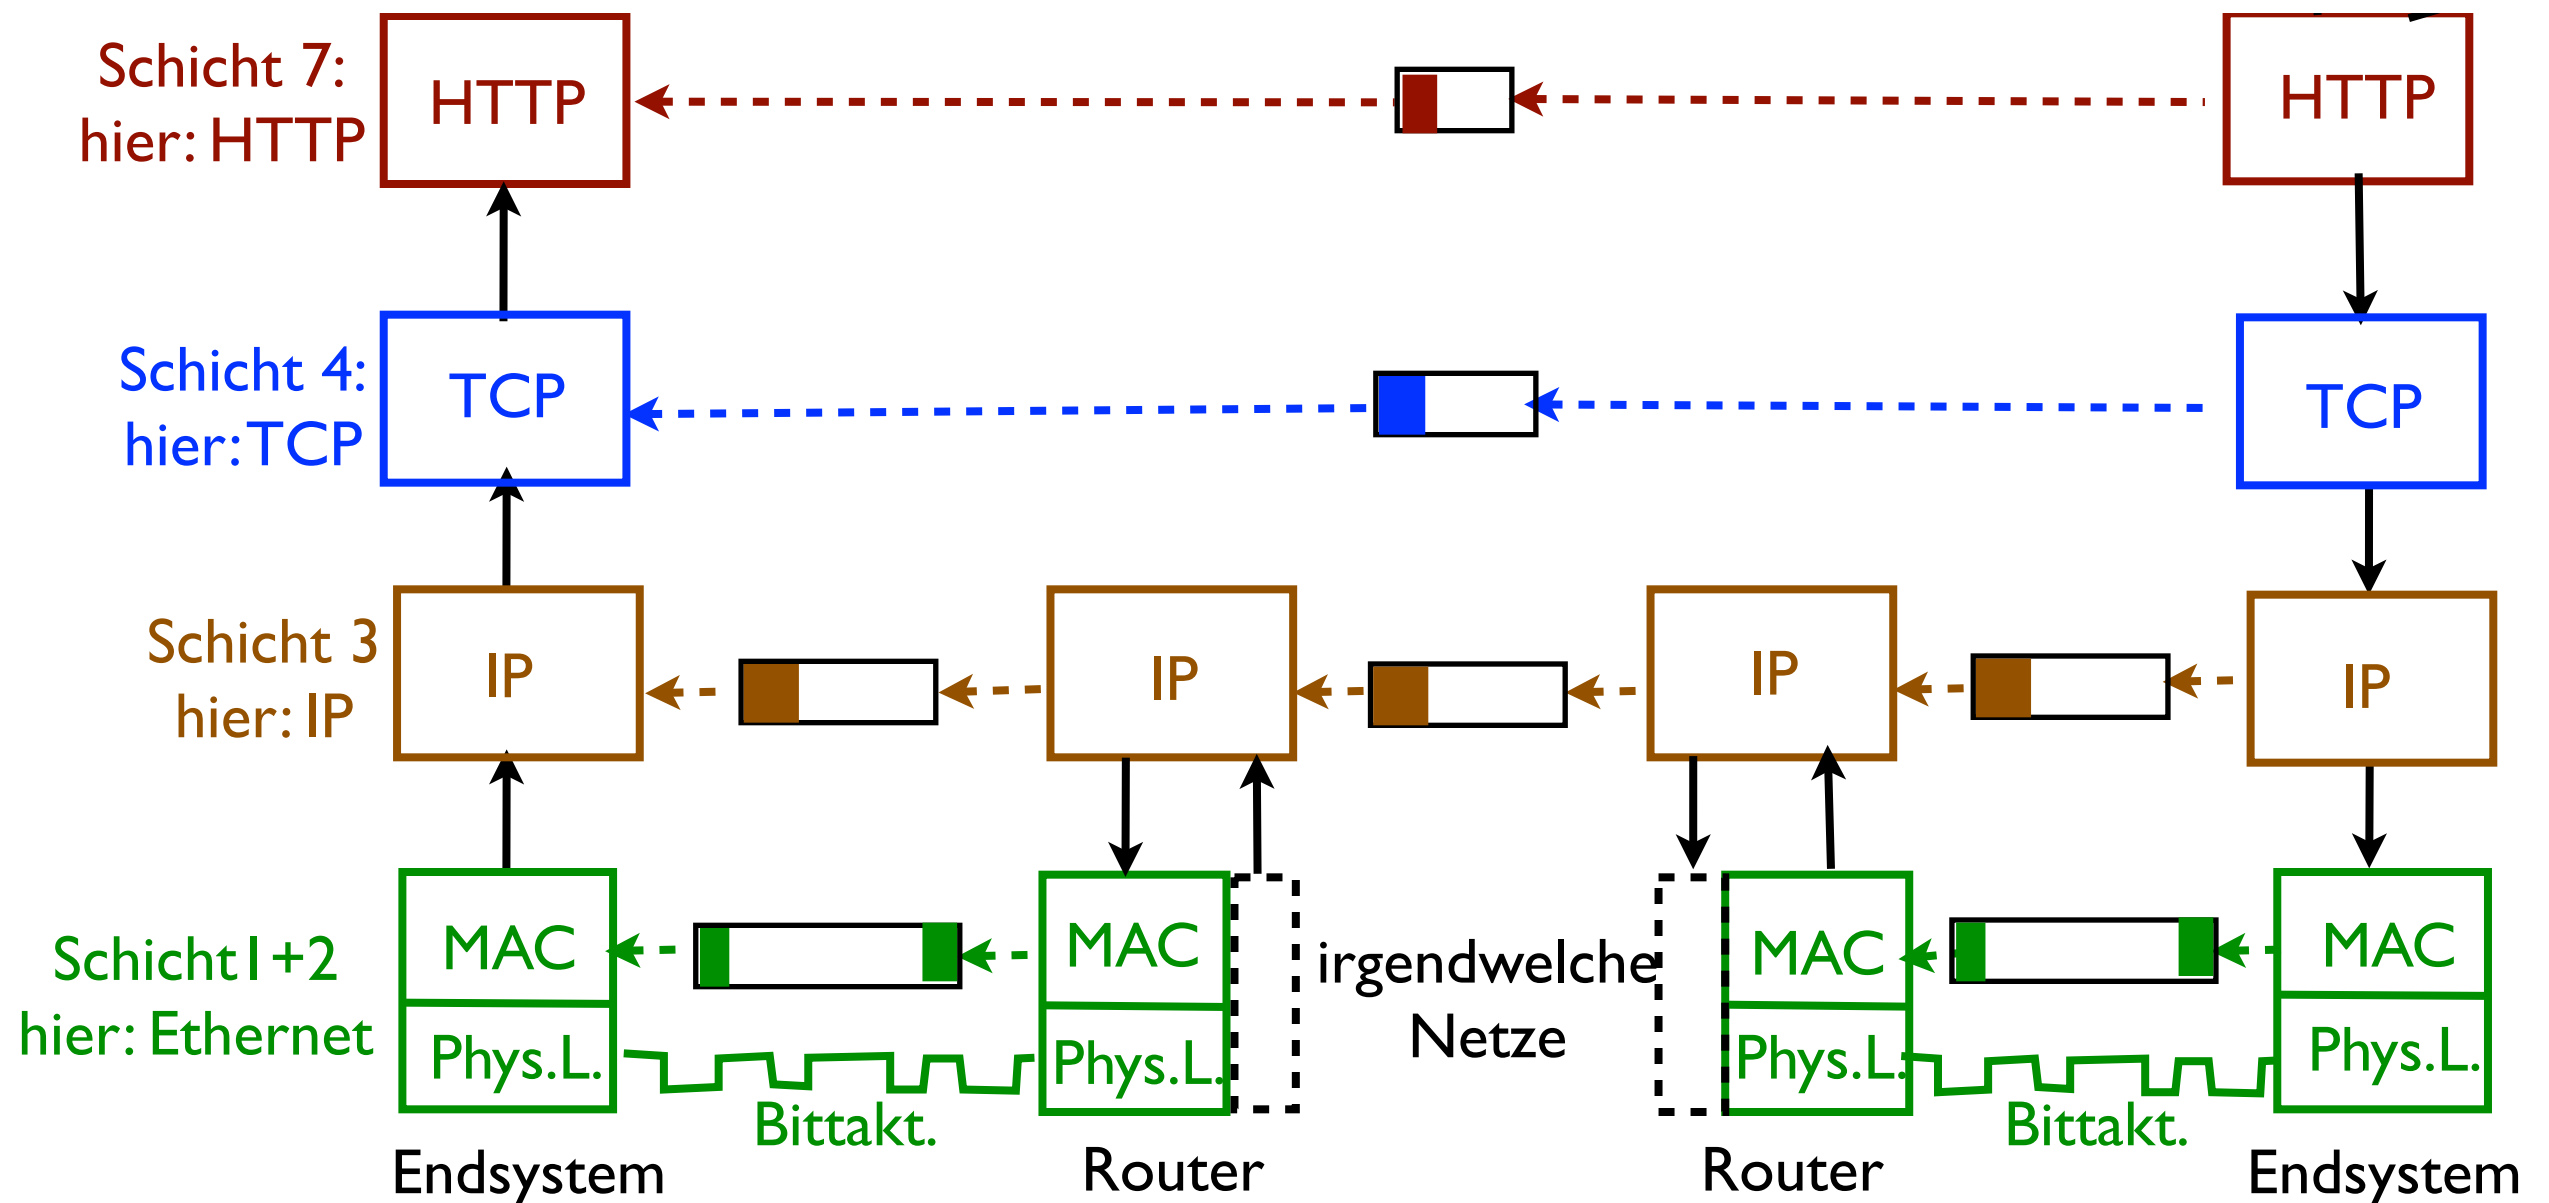 Schicht 7:
hier: HTTP
HTTP
HTTP
Schicht 4:
hier: TCP
TCP
TCP
Schicht 3
hier: IP
IP
IP
IP
IP
Schicht1+2
hier: Ethernet
MAC
Phys.L.
Bittakt.
MAC
Phys.L.
irgendwelche
Netze
MAC
Phys.L.
Bittakt.
MAC
Phys.L.
Endsystem
Router
Router
Endsystem